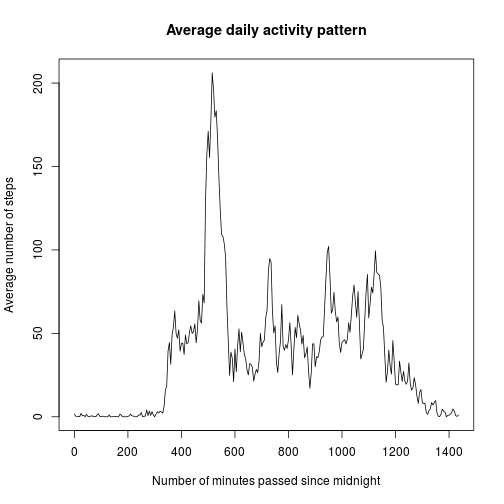 Average daily activity pattern
Average number of steps
200
150
100
50
0
0 200 400 600 800 1000 1200 1400
Number of minutes passed since midnight